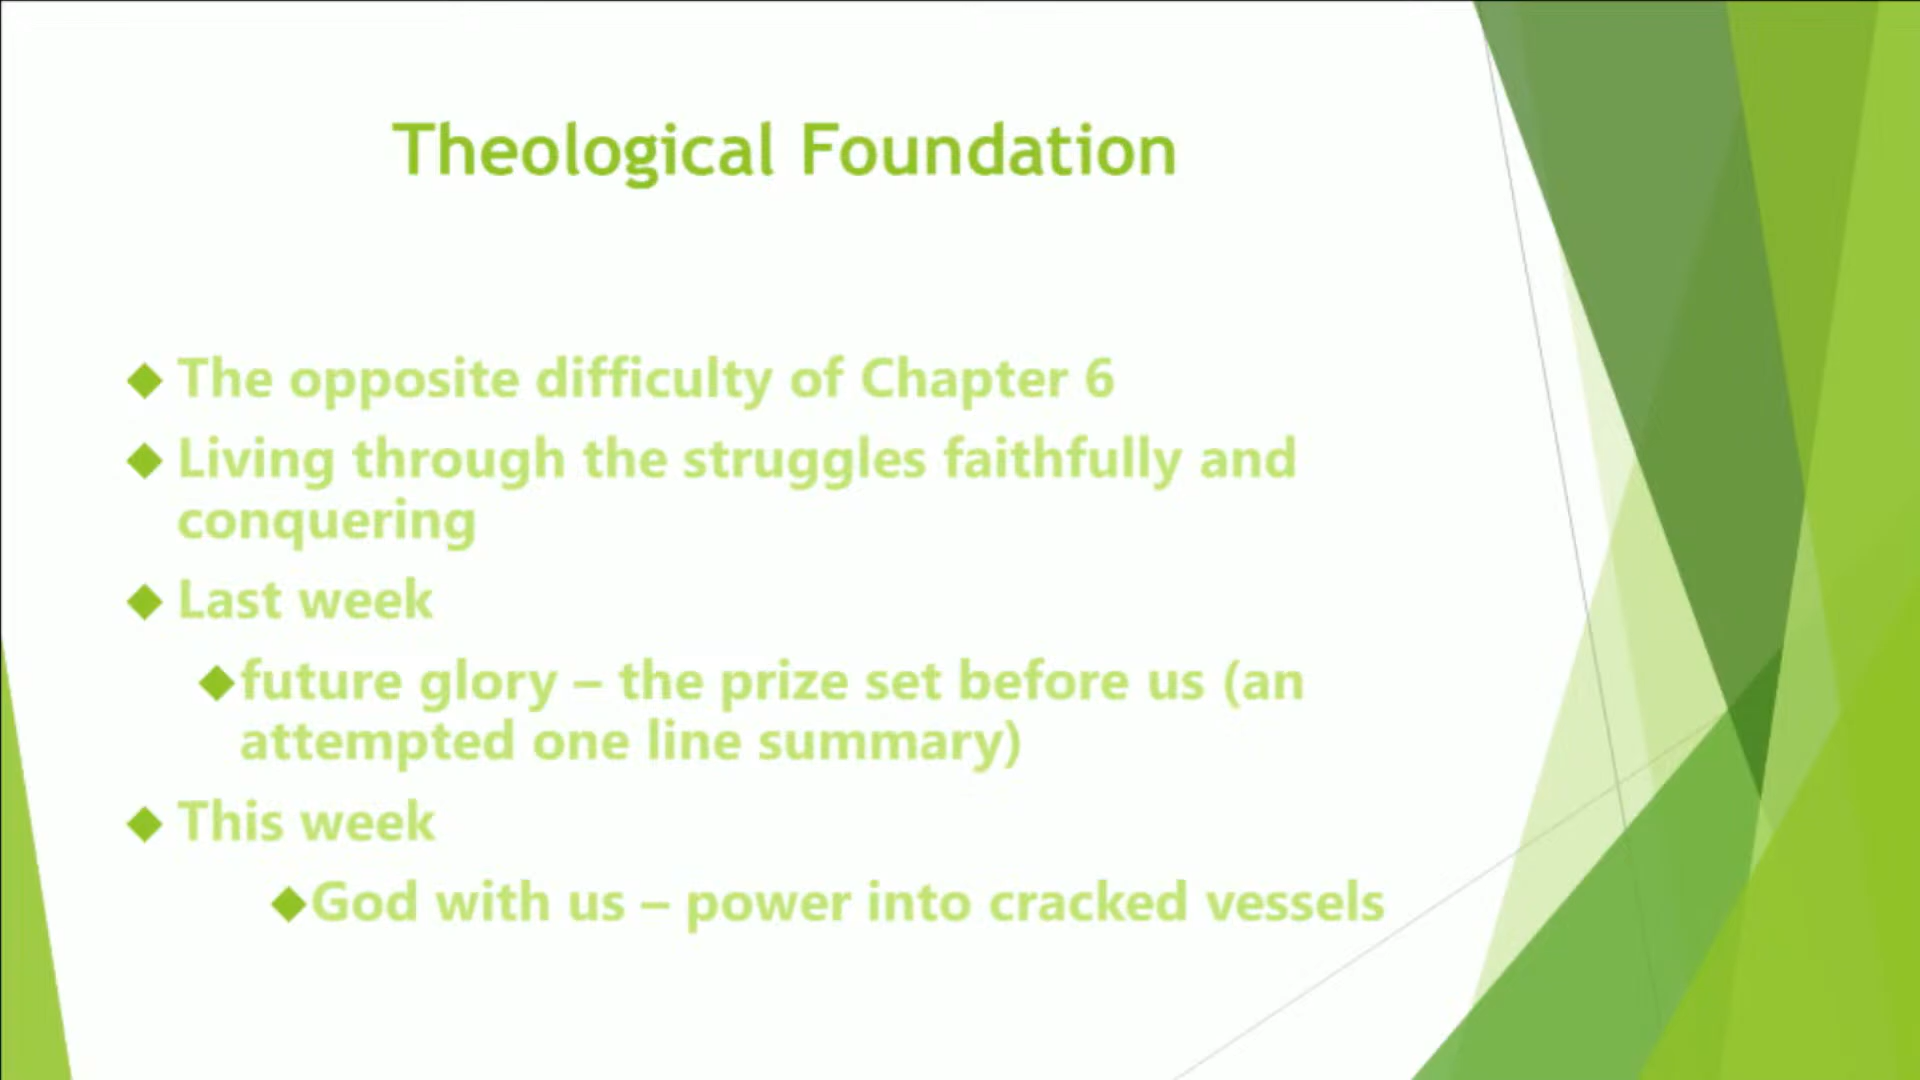 Theological Foundation
The opposite difficulty of Chapter 6
Living through the struggles faithfully and
conquering
Last week
future glory – the prize set before us (an
attempted one line summary)
This week
God with us – power into cracked vessels